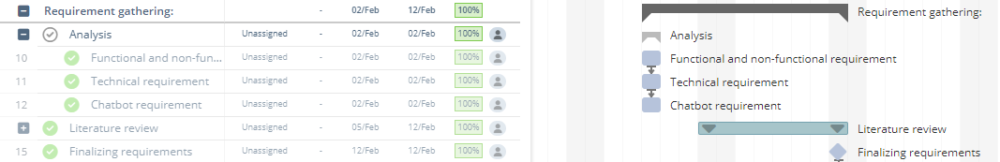 Requirement gathering: - 02/Feb 12/Feb 100% Requirement gathering:
Analysis Unassigned - 02/Feb 02/Feb 100% Analysis
10 Functional and non-fun... Unassigned - 02/Feb 02/Feb 100% Functional and non-functional requirement
11 Technical requirement Unassigned - 02/Feb 02/Feb 100% Technical requirement
12 Chatbot requirement Unassigned - 02/Feb 02/Feb 100% Chatbot requirement
Literature review Unassigned - 05/Feb 12/Feb 100% Literature review
15 Finalizing requirements Unassigned - 12/Feb 12/Feb 100% Finalizing requirements